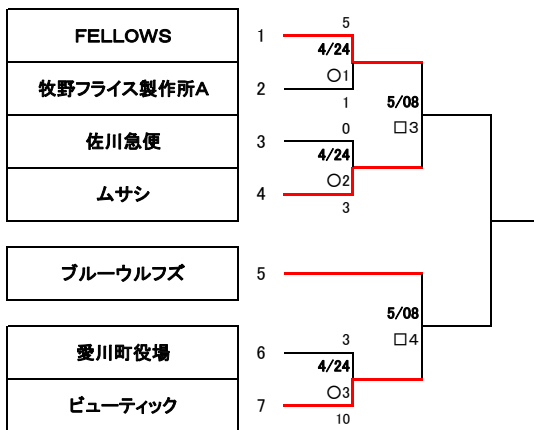 5
FELLOWS 1
4/24
○1
牧野フライス製作所A 2
1
5/08
□3
0
佐川急便 3
4/24
○2
ムサシ 4
3
ブルーウルフズ 5
5/08
□4
3
愛川町役場 6
4/24
○3
ビューティック 7
10